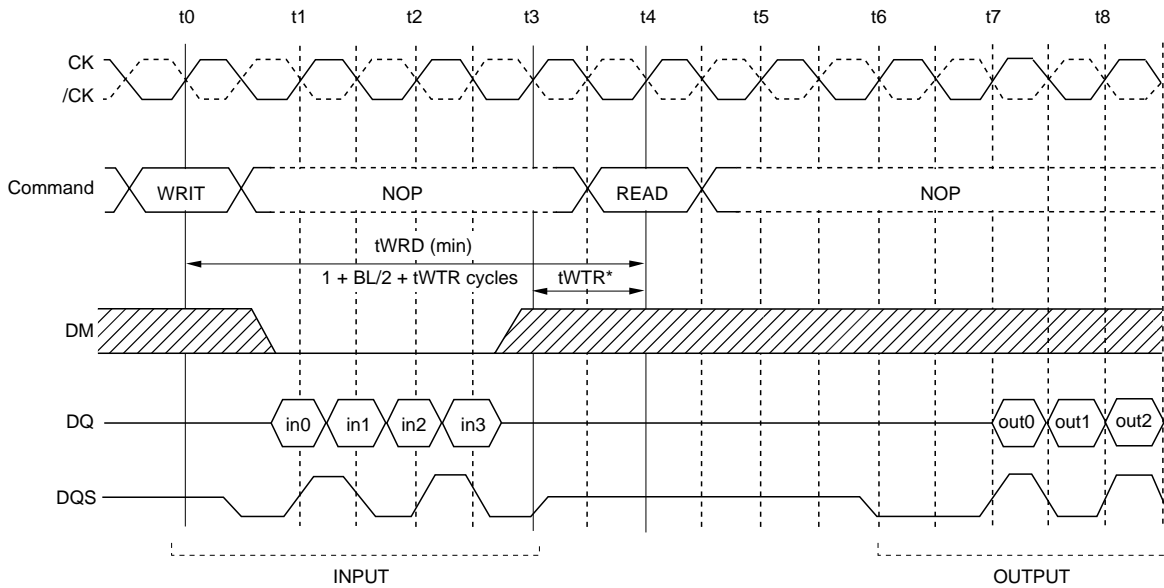 t0 t1 t2 t3 t4 t5 t6 t7 t8
CK
/CK
Command WRIT NOP READ NOP
tWRD (min)
1 + BL/2 + tWTR cycles tWTR*
DM
DQ in0 in1 in2 in3 out0 out1 out2
DQS
INPUT OUTPUT